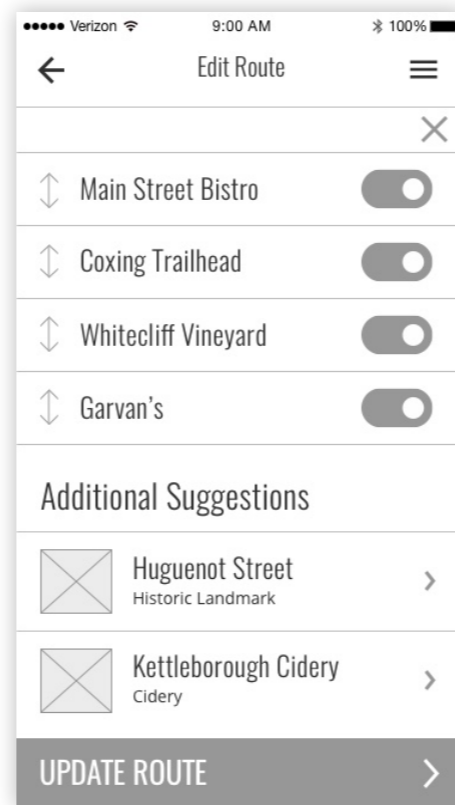 Verizon 9:00 AM 100%
Edit Route
Main Street Bistro
Coxing Trailhead
Whitecliff Vineyard
Garvan's
Additional Suggestions
Huguenot Street
Historic Landmark
Kettleborough Cidery
Cidery
UPDATE ROUTE